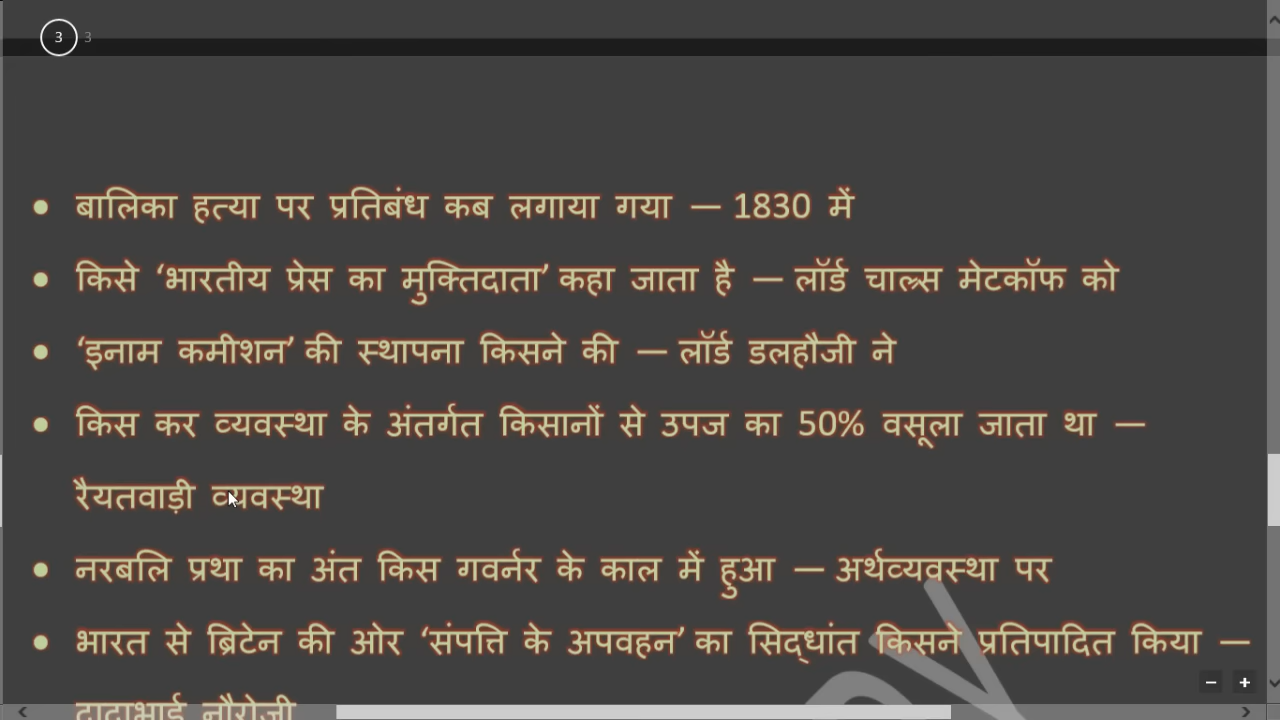 3 3
• बालिका हत्या पर प्रतिबंध कब लगाया गया — 1830 में
• किसे ‘भारतीय प्रेस का मुक्तिदाता’ कहा जाता है — लॉर्ड चार्ल्स मेटकॉफ को
• ‘इनाम कमीशन’ की स्थापना किसने की — लॉर्ड डलहौजी ने
• किस कर व्यवस्था के अंतर्गत किसानों से उपज का 50% वसूला जाता था —
रैयतवाड़ी व्यवस्था
• नरबलि प्रथा का अंत किस गवर्नर के काल में हुआ — अर्थव्यवस्था पर
• भारत से ब्रिटेन की ओर ‘संपत्ति के अपवहन’ का सिद्धांत किसने प्रतिपादित किया —
दादाभाई नौरोजी